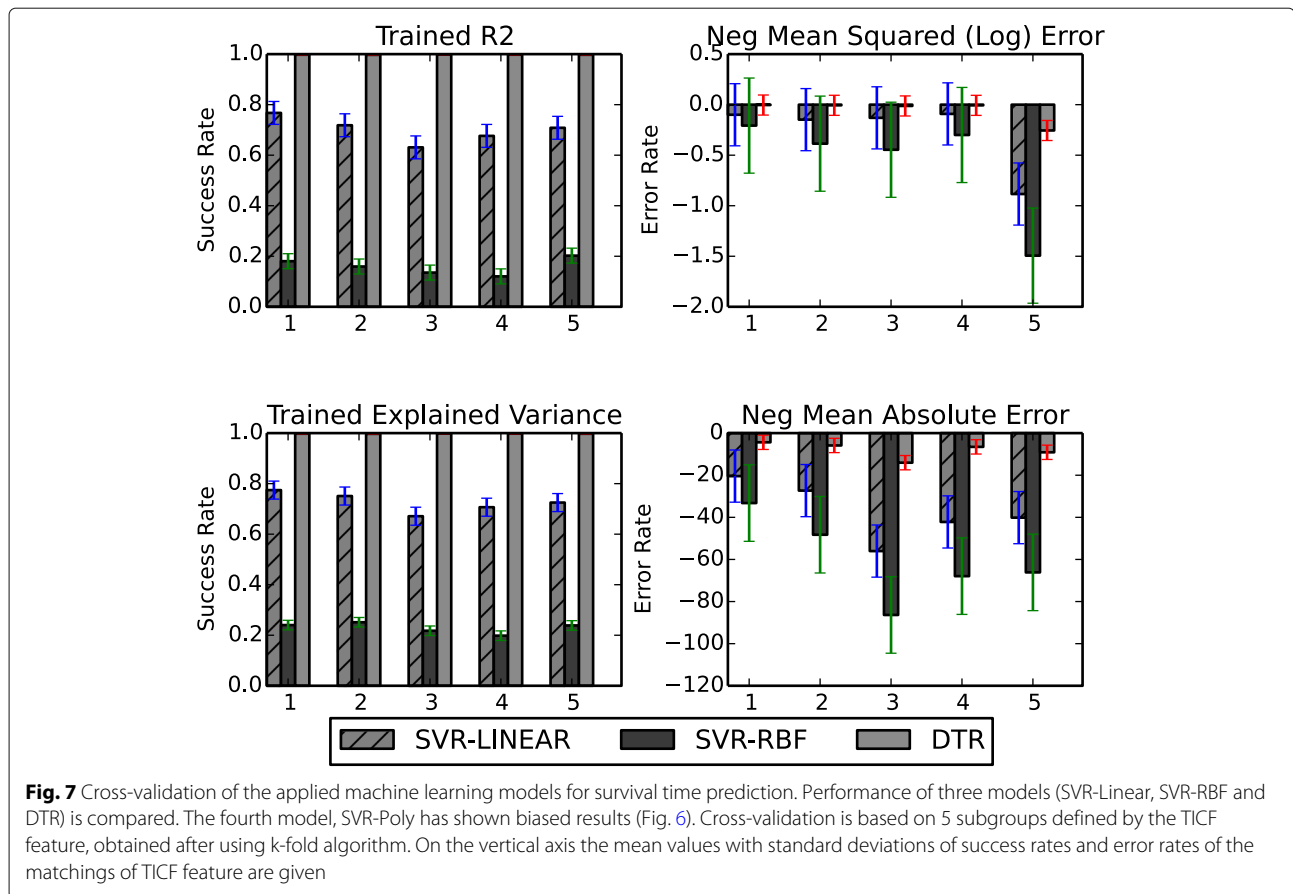 Trained R2
Success Rate
1.0
0.8
0.6
0.4
0.2
0.0
1 2 3 4 5
Neg Mean Squared (Log) Error
Error Rate
0.5
0.0
−0.5
−1.0
−1.5
−2.0
1 2 3 4 5
Trained Explained Variance
Success Rate
1.0
0.8
0.6
0.4
0.2
0.0
1 2 3 4 5
Neg Mean Absolute Error
Error Rate
0
−20
−40
−60
−80
−100
−120
1 2 3 4 5
SVR-LINEAR SVR-RBF DTR
Fig. 7 Cross-validation of the applied machine learning models for survival time prediction. Performance of three models (SVR-Linear, SVR-RBF and
DTR) is compared. The fourth model, SVR-Poly has shown biased results (Fig. 6). Cross-validation is based on 5 subgroups defined by the TICF
feature, obtained after using k-fold algorithm. On the vertical axis the mean values with standard deviations of success rates and error rates of the
matchings of TICF feature are given